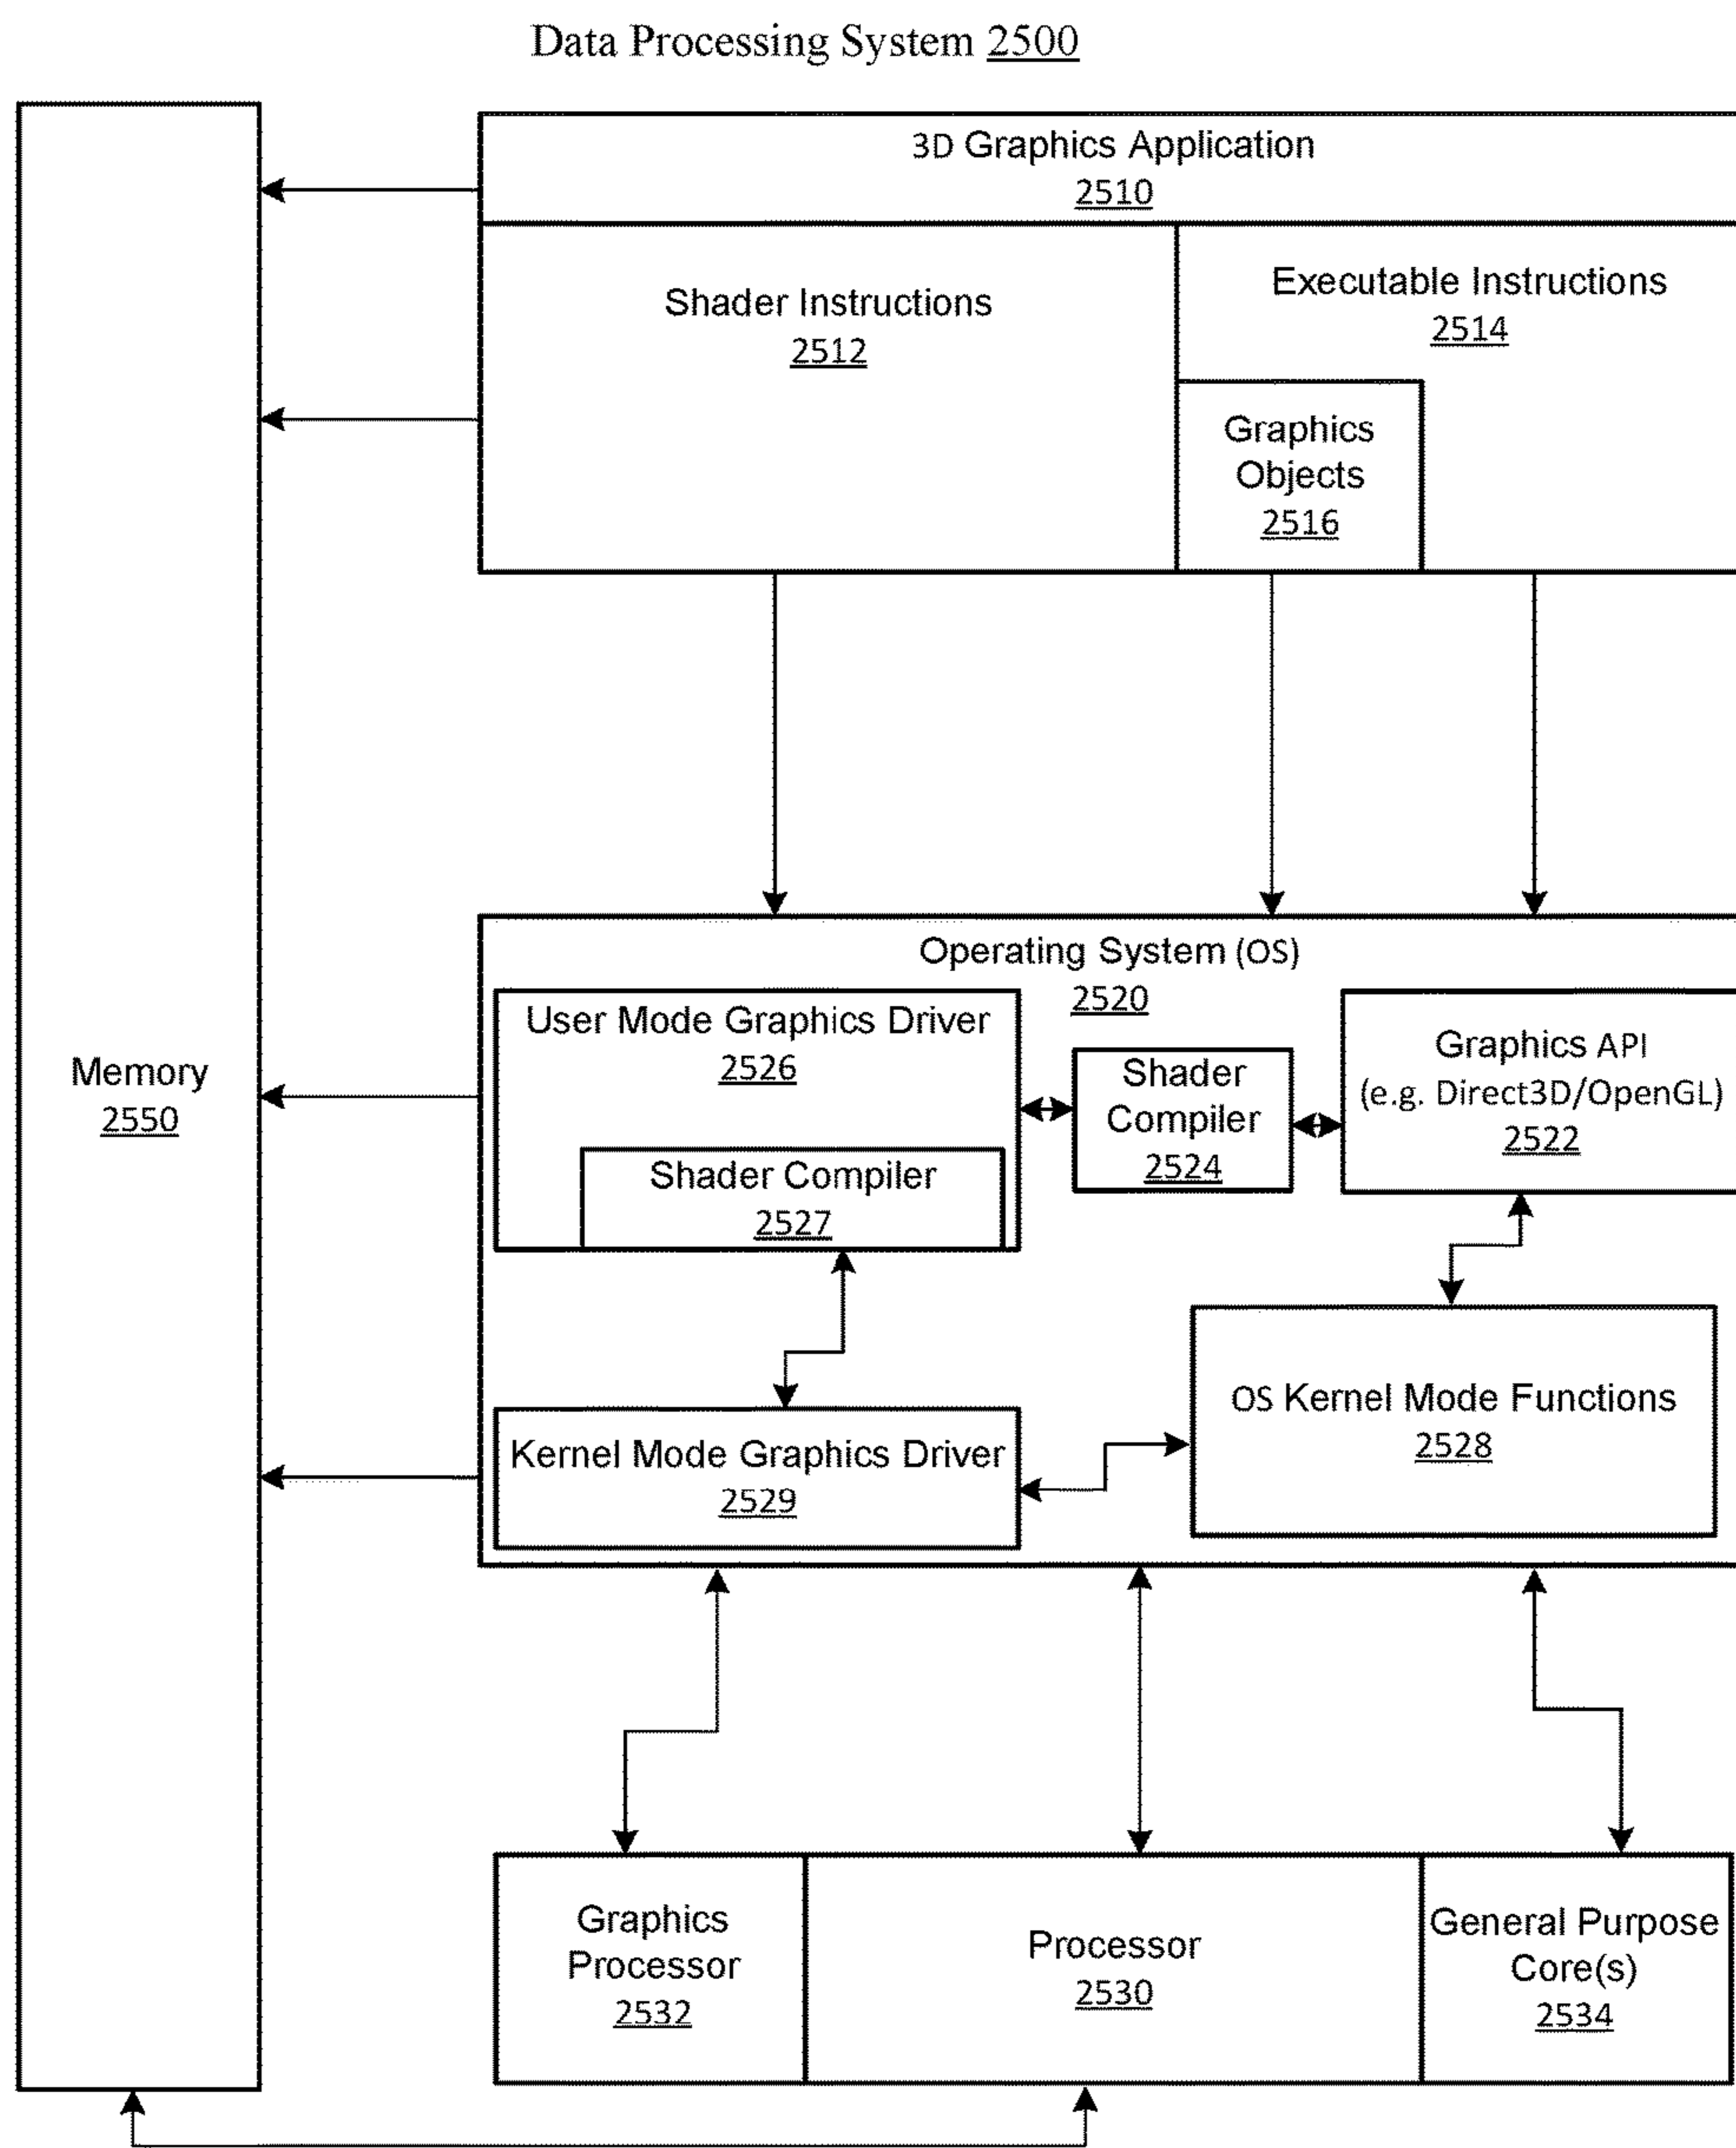 Data Processing System 2500
3D Graphics Application
2510
Shader Instructions
2512
Executable Instructions
2514
Graphics
Objects
2516
Memory
2550
Operating System (OS)
2520
User Mode Graphics Driver
2526
Shader Compiler
2527
Shader
Compiler
2524
Graphics API
(e.g. Direct3D/OpenGL)
2522
Kernel Mode Graphics Driver
2529
OS Kernel Mode Functions
2528
Graphics
Processor
2532
Processor
2530
General Purpose
Core(s)
2534